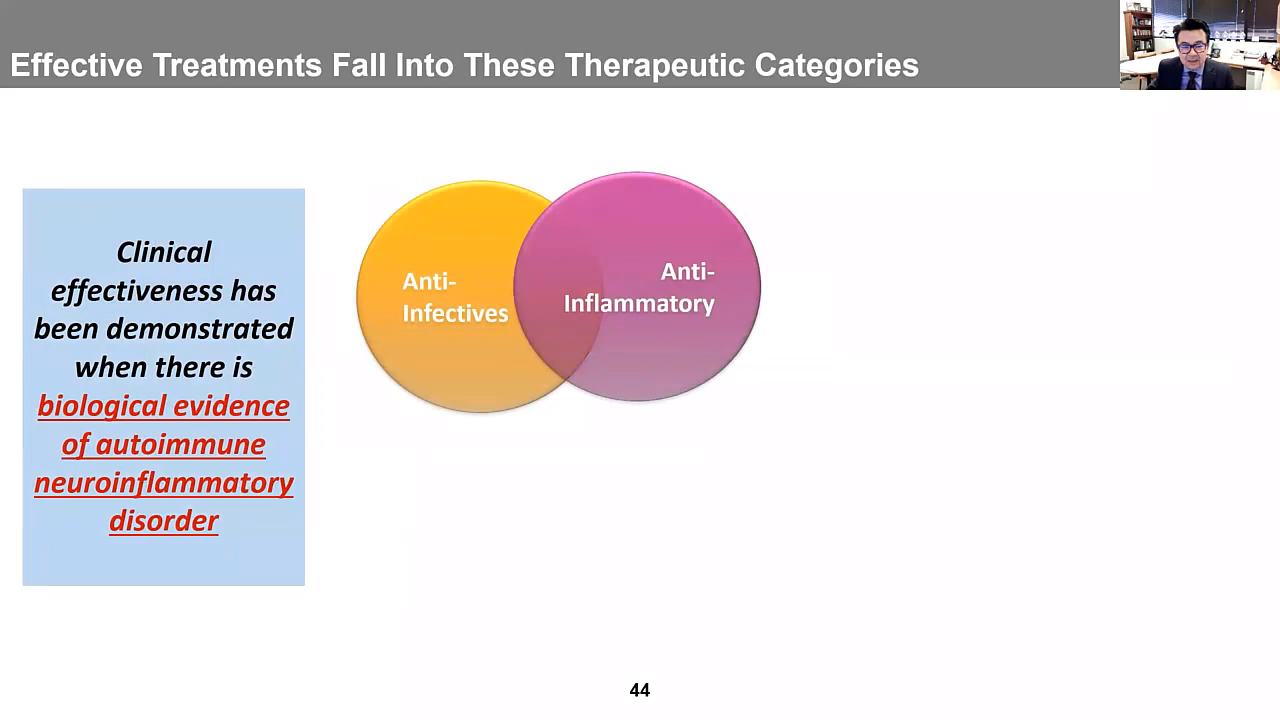 Effective Treatments Fall Into These Therapeutic Categories
Clinical
effectiveness has
been demonstrated
when there is
biological evidence
of autoimmune
neuroinflammatory
disorder
Anti-
Infectives
Anti-
Inflammatory
44